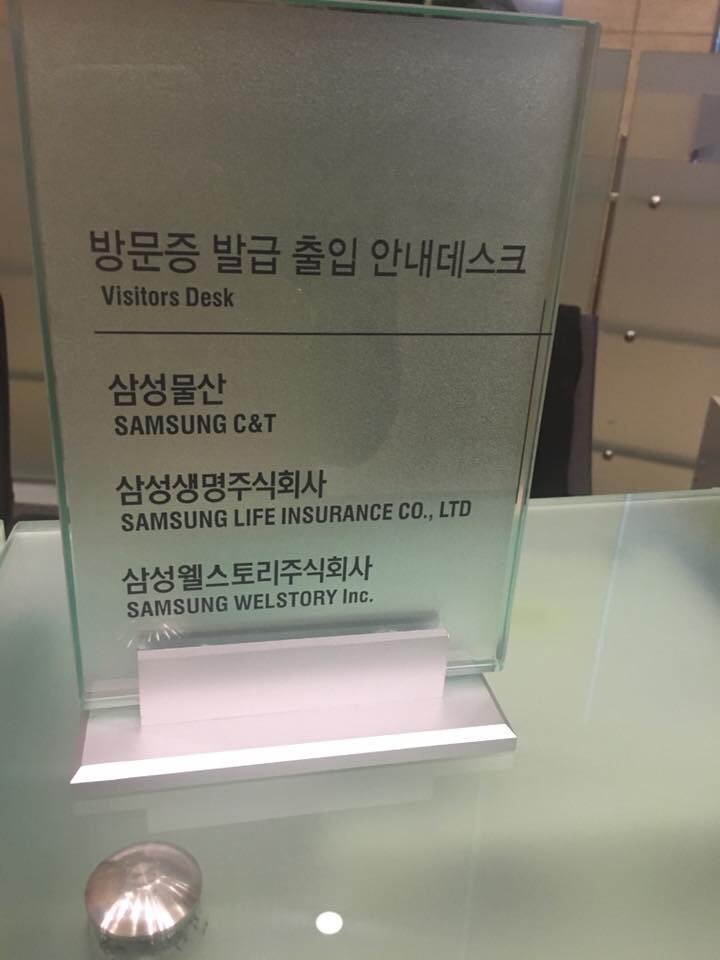 방문증 발급 출입 안내데스크
Visitors Desk
삼성물산
SAMSUNG C&T
삼성생명주식회사
SAMSUNG LIFE INSURANCE CO., LTD
삼성웰스토리주식회사
SAMSUNG WELSTORY Inc.